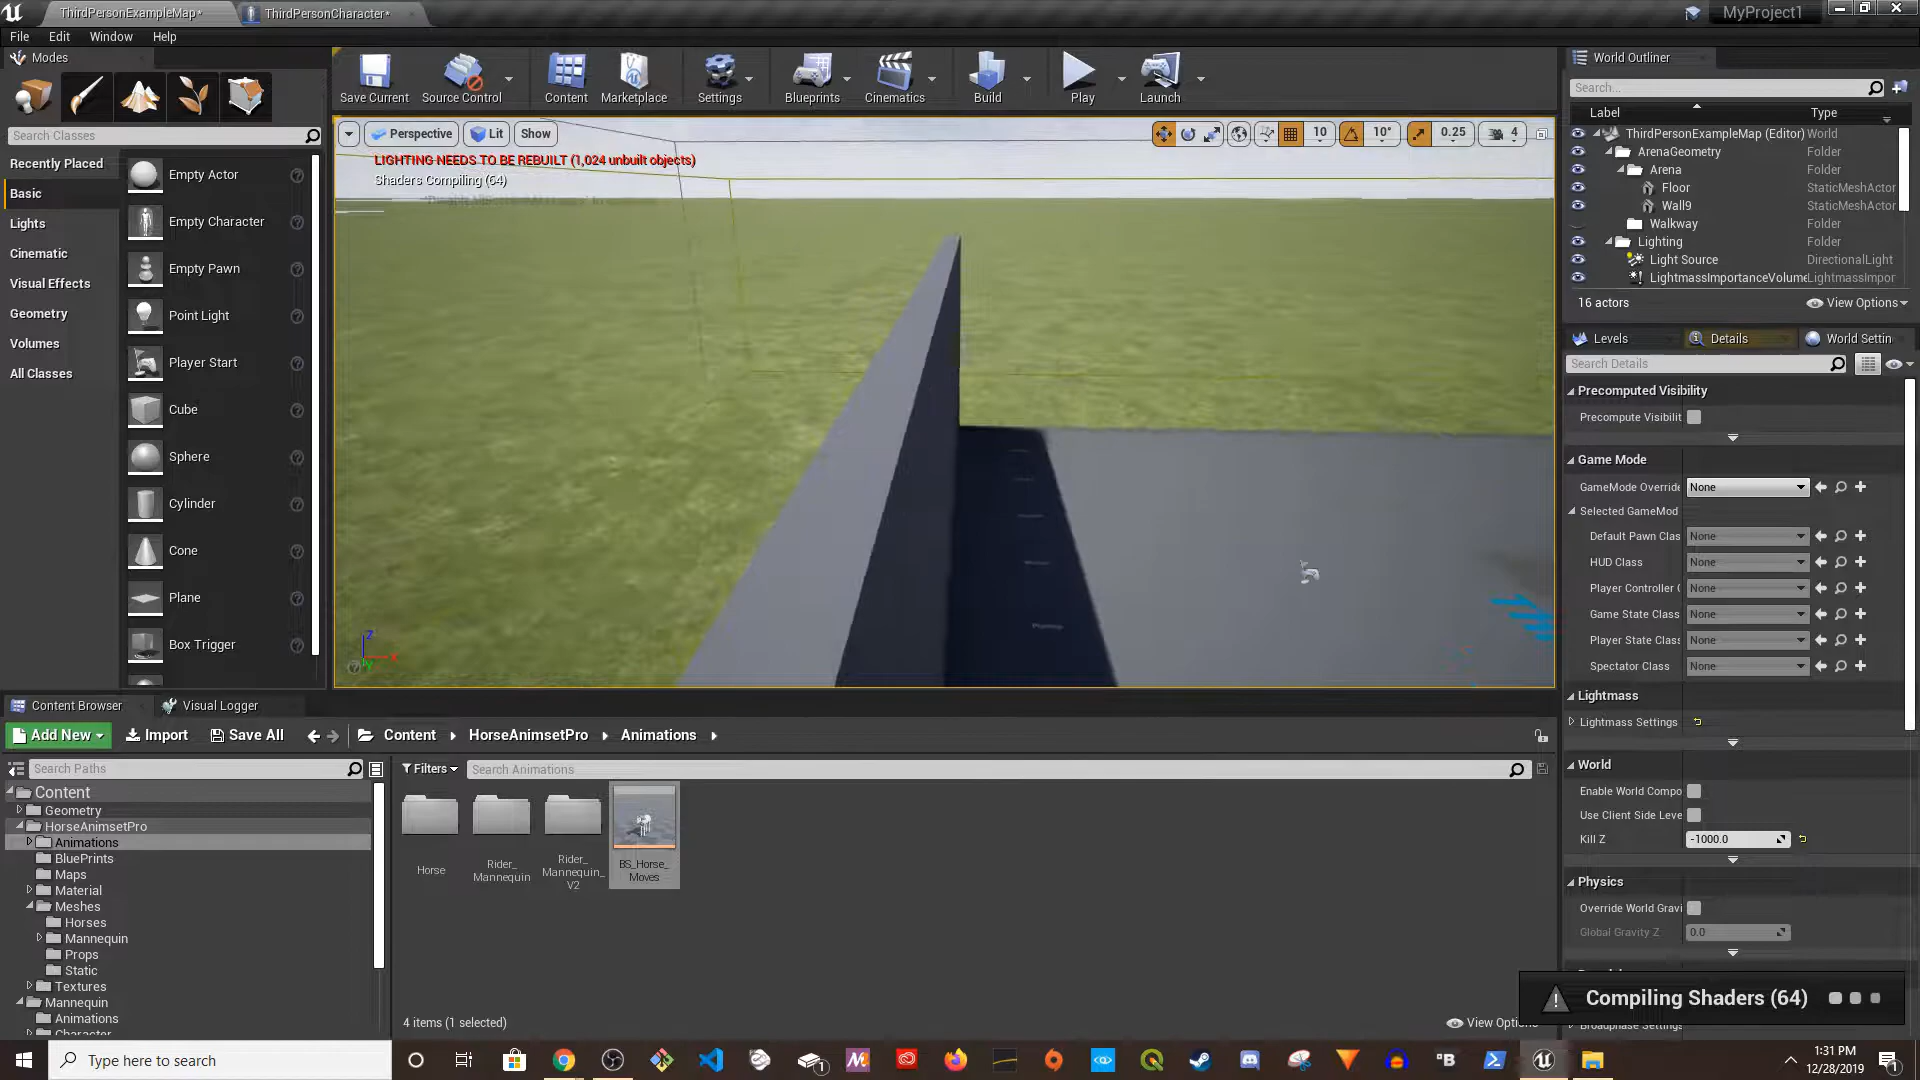 ThirdPersonExampleMap*
ThirdPersonCharacter*
MyProject1
File Edit Window Help
Modes
Save Current
Source Control
Content
Marketplace
Settings
Blueprints
Cinematics
Build
Play
Launch
World Outliner
Search...
Label Type
Search Classes
Recently Placed
Basic
Lights
Cinematic
Visual Effects
Geometry
Volumes
All Classes
Empty Actor
Empty Character
Empty Pawn
Point Light
Player Start
Cube
Sphere
Cylinder
Cone
Plane
Box Trigger
Perspective Lit Show
10 10° 0.25 4
LIGHTING NEEDS TO BE REBUILT (1,024 unbuilt objects)
Shaders Compiling (64)
Z
X
Y
ThirdPersonExampleMap (Editor) World
ArenaGeometry Folder
Arena Folder
Floor StaticMeshActor
Wall9 StaticMeshActor
Walkway Folder
Lighting Folder
Light Source DirectionalLight
LightmassImportanceVolume LightmassImpor
16 actors
View Options
Levels Details World Settin
Search Details
Precomputed Visibility
Precompute Visibilit
Game Mode
GameMode Override None
Selected GameMod
Default Pawn Clas None
HUD Class None
Player Controller C None
Game State Class None
Player State Class None
Spectator Class None
Lightmass
Lightmass Settings
World
Enable World Compo
Use Client Side Leve
Kill Z -1000.0
Physics
Override World Gravi
Global Gravity Z 0.0
Broadphase Settings
Content Browser Visual Logger
Add New Import Save All Content HorseAnimsetPro Animations
Search Paths
Filters Search Animations
Content
Geometry
HorseAnimsetPro
Animations
BluePrints
Maps
Material
Meshes
Horses
Mannequin
Props
Static
Textures
Mannequin
Animations
Character
Horse
Rider_
Mannequin
Rider_
Mannequin_
V2
BS_Horse_
Moves
4 items (1 selected)
View Opti
Compiling Shaders (64)
Type here to search
1:31 PM
12/28/2019